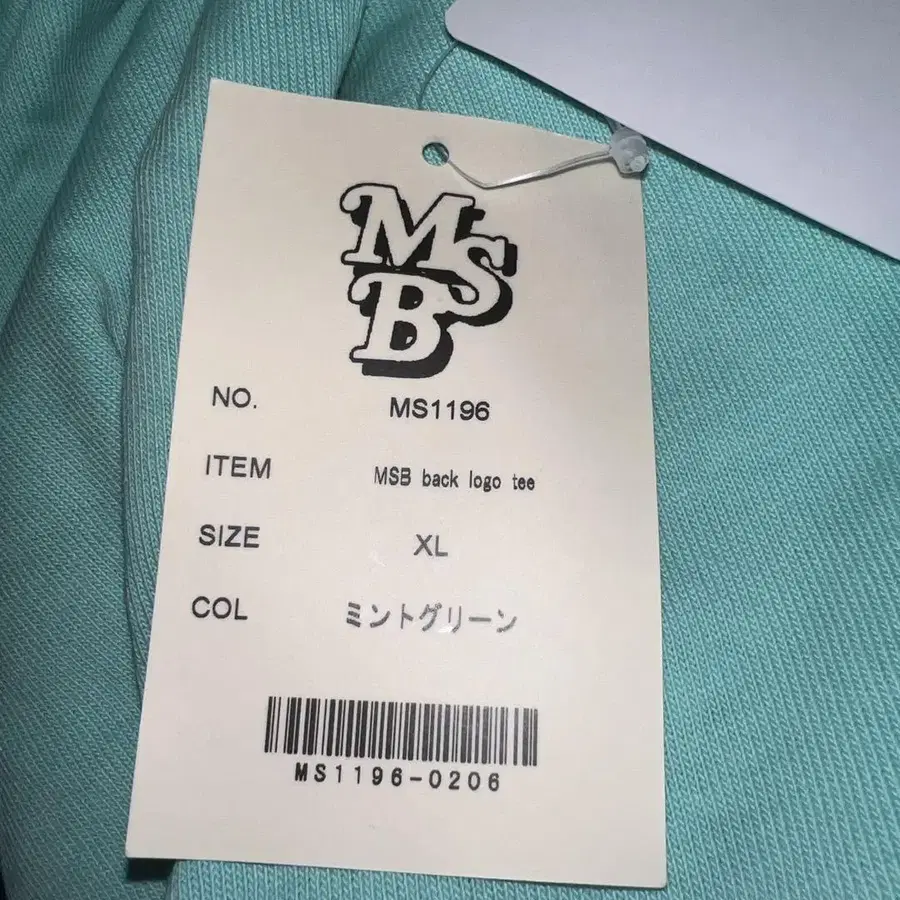 MSB
NO. MS1196
ITEM MSB back logo tee
SIZE XL
COL ミントグリーン
MS1196-0206